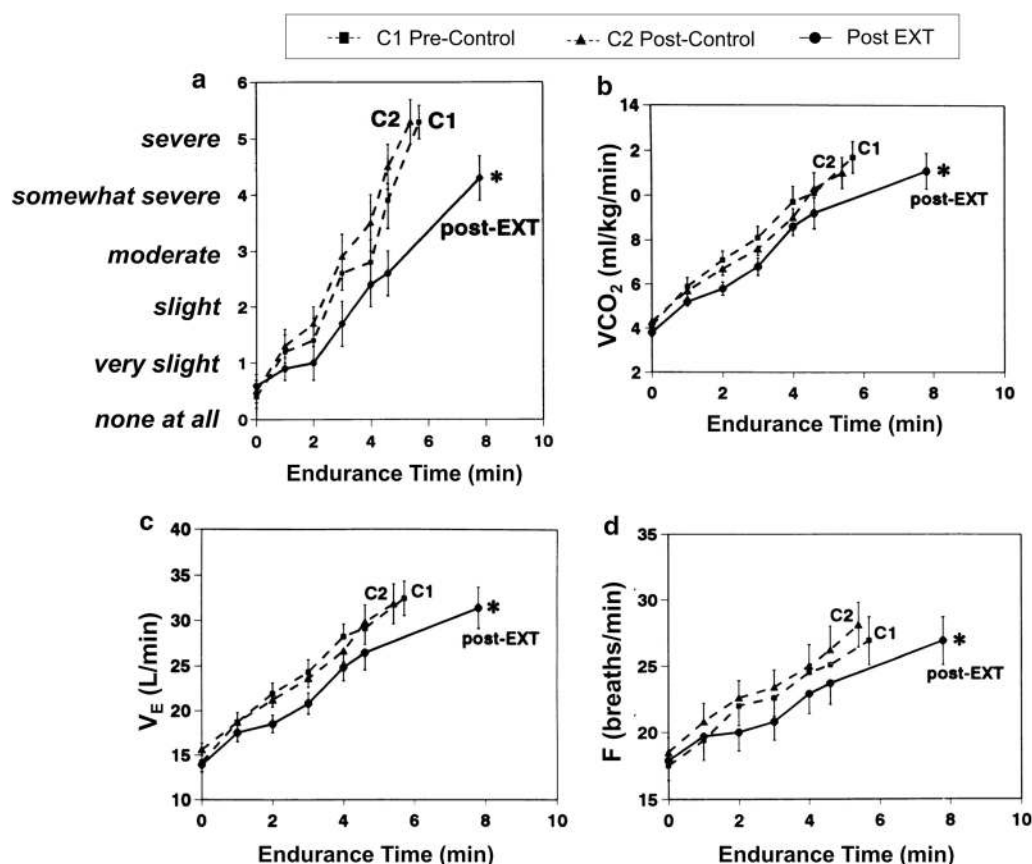 C1 Pre-Control C2 Post-Control Post EXT
a
6
5
4
3
2
1
0
severe
somewhat severe
moderate
slight
very slight
none at all
C2 C1
*
post-EXT
0 2 4 6 8 10
Endurance Time (min)
b
14
12
0
8
6
4
2
VCO₂ (ml/kg/min)
C1
C2
*
post-EXT
0 2 4 6 8 10
Endurance Time (min)
c
40
35
30
25
20
15
10
V_E (L/min)
C2 C1
*
post-EXT
0 2 4 6 8 10
Endurance Time (min)
d
35
30
25
20
15
F (breaths/min)
C2
C1
*
post-EXT
0 2 4 6 8 10
Endurance Time (min)